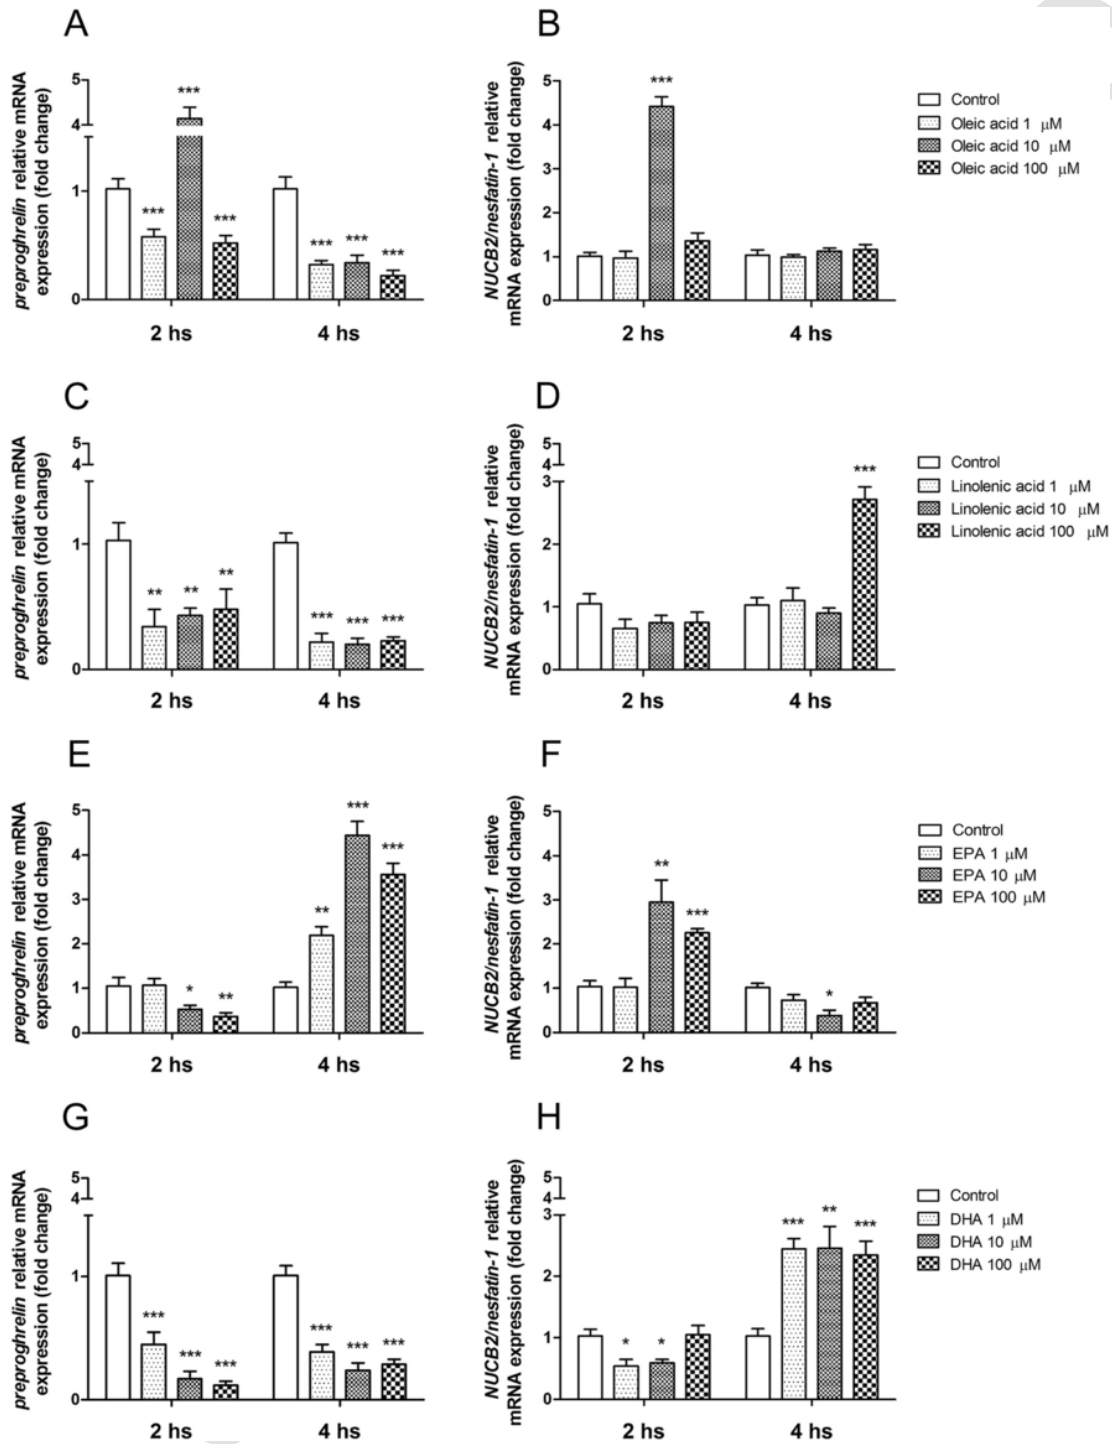 A
preproghrelin relative mRNA
expression (fold change)
5
4
1
0
***
***
***
***
***
***
2 hs
4 hs
B
NUCB2/nesfatin-1 relative
mRNA expression (fold change)
5
4
3
2
1
0
***
2 hs
4 hs
Control
Oleic acid 1 μM
Oleic acid 10 μM
Oleic acid 100 μM
C
preproghrelin relative mRNA
expression (fold change)
5
4
1
0
**
**
**
***
***
***
2 hs
4 hs
D
NUCB2/nesfatin-1 relative
mRNA expression (fold change)
5
4
3
2
1
0
***
2 hs
4 hs
Control
Linolenic acid 1 μM
Linolenic acid 10 μM
Linolenic acid 100 μM
E
preproghrelin relative mRNA
expression (fold change)
5
4
3
2
1
0
*
**
**
***
***
2 hs
4 hs
F
NUCB2/nesfatin-1 relative
mRNA expression (fold change)
5
4
3
2
1
0
**
***
*
2 hs
4 hs
Control
EPA 1 μM
EPA 10 μM
EPA 100 μM
G
preproghrelin relative mRNA
expression (fold change)
5
4
1
0
***
***
***
***
***
***
2 hs
4 hs
H
NUCB2/nesfatin-1 relative
mRNA expression (fold change)
5
4
3
2
1
0
*
*
***
**
***
2 hs
4 hs
Control
DHA 1 μM
DHA 10 μM
DHA 100 μM